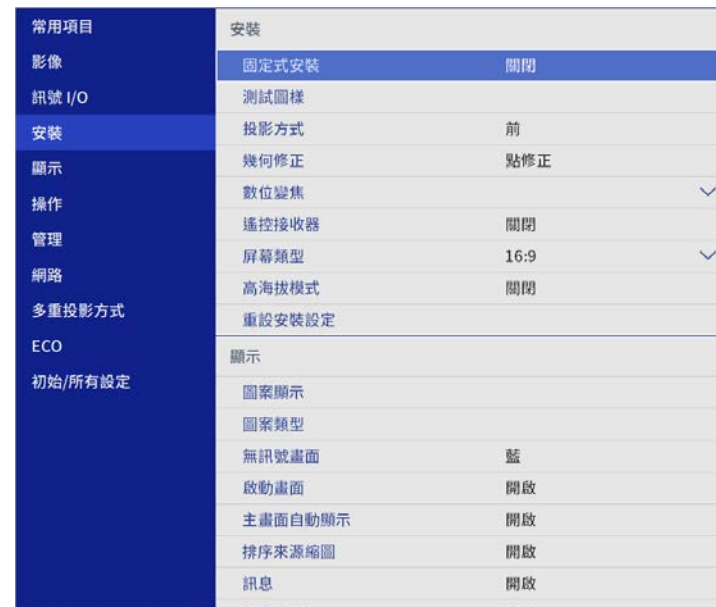 常用項目
影像
訊號 I/O
安裝
顯示
操作
管理
網路
多重投影方式
ECO
初始/所有設定
安裝
固定式安裝 關閉
測試圖樣
投影方式 前
幾何修正 點修正
數位變焦
遙控接收器 關閉
屏幕類型 16:9
高海拔模式 關閉
重設安裝設定
顯示
圖案顯示
圖案類型
無訊號畫面 藍
啟動畫面 開啟
主畫面自動顯示 開啟
排序來源縮圖 開啟
訊息 開啟